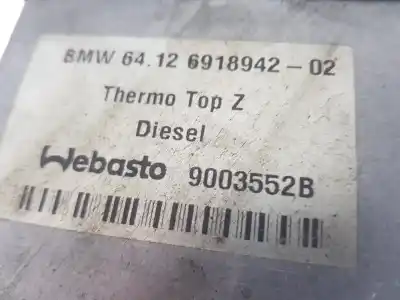 BMW 64.12 6918942-02
Thermo Top Z
Diesel
Webasto 9003552B